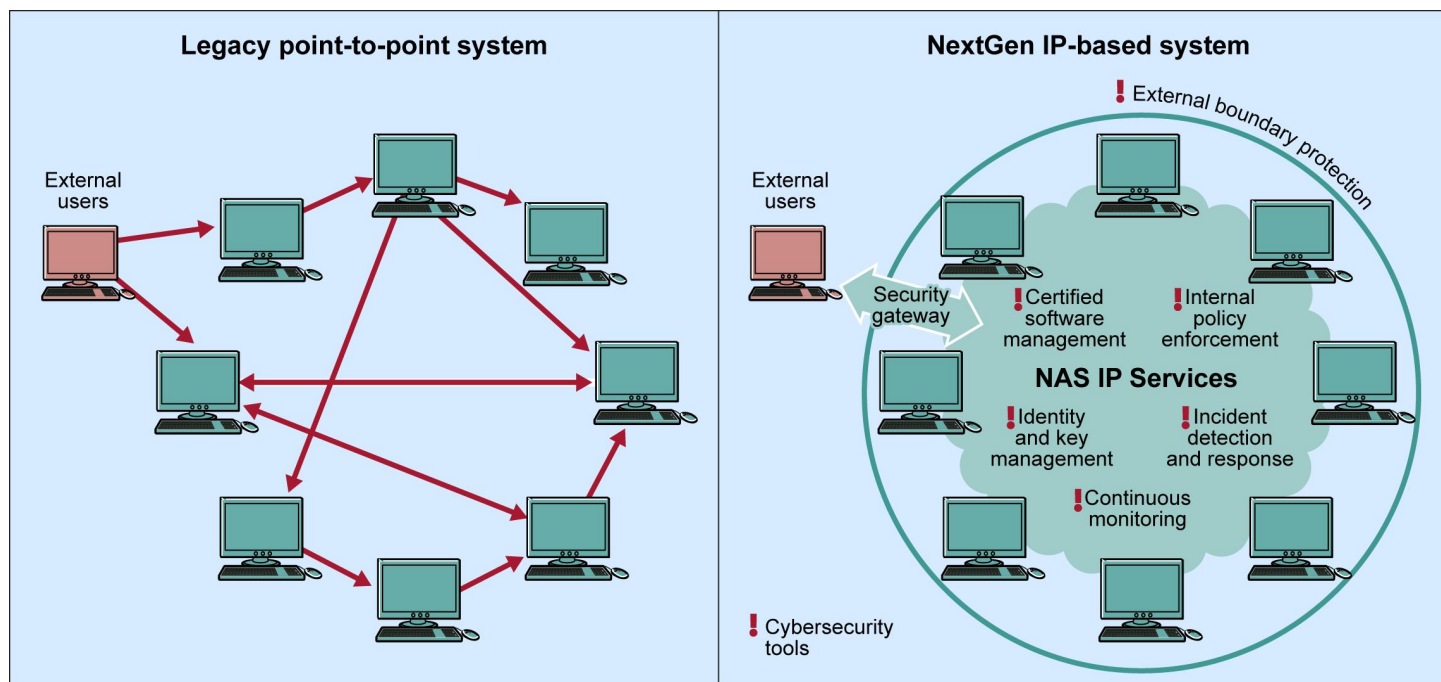 Legacy point-to-point system
External
users
NextGen IP-based system
! External boundary protection
External
users
Security
gateway
! Certified
software
management
! Internal
policy
enforcement
NAS IP Services
! Identity
and key
management
! Incident
detection
and response
! Continuous
monitoring
! Cybersecurity
tools